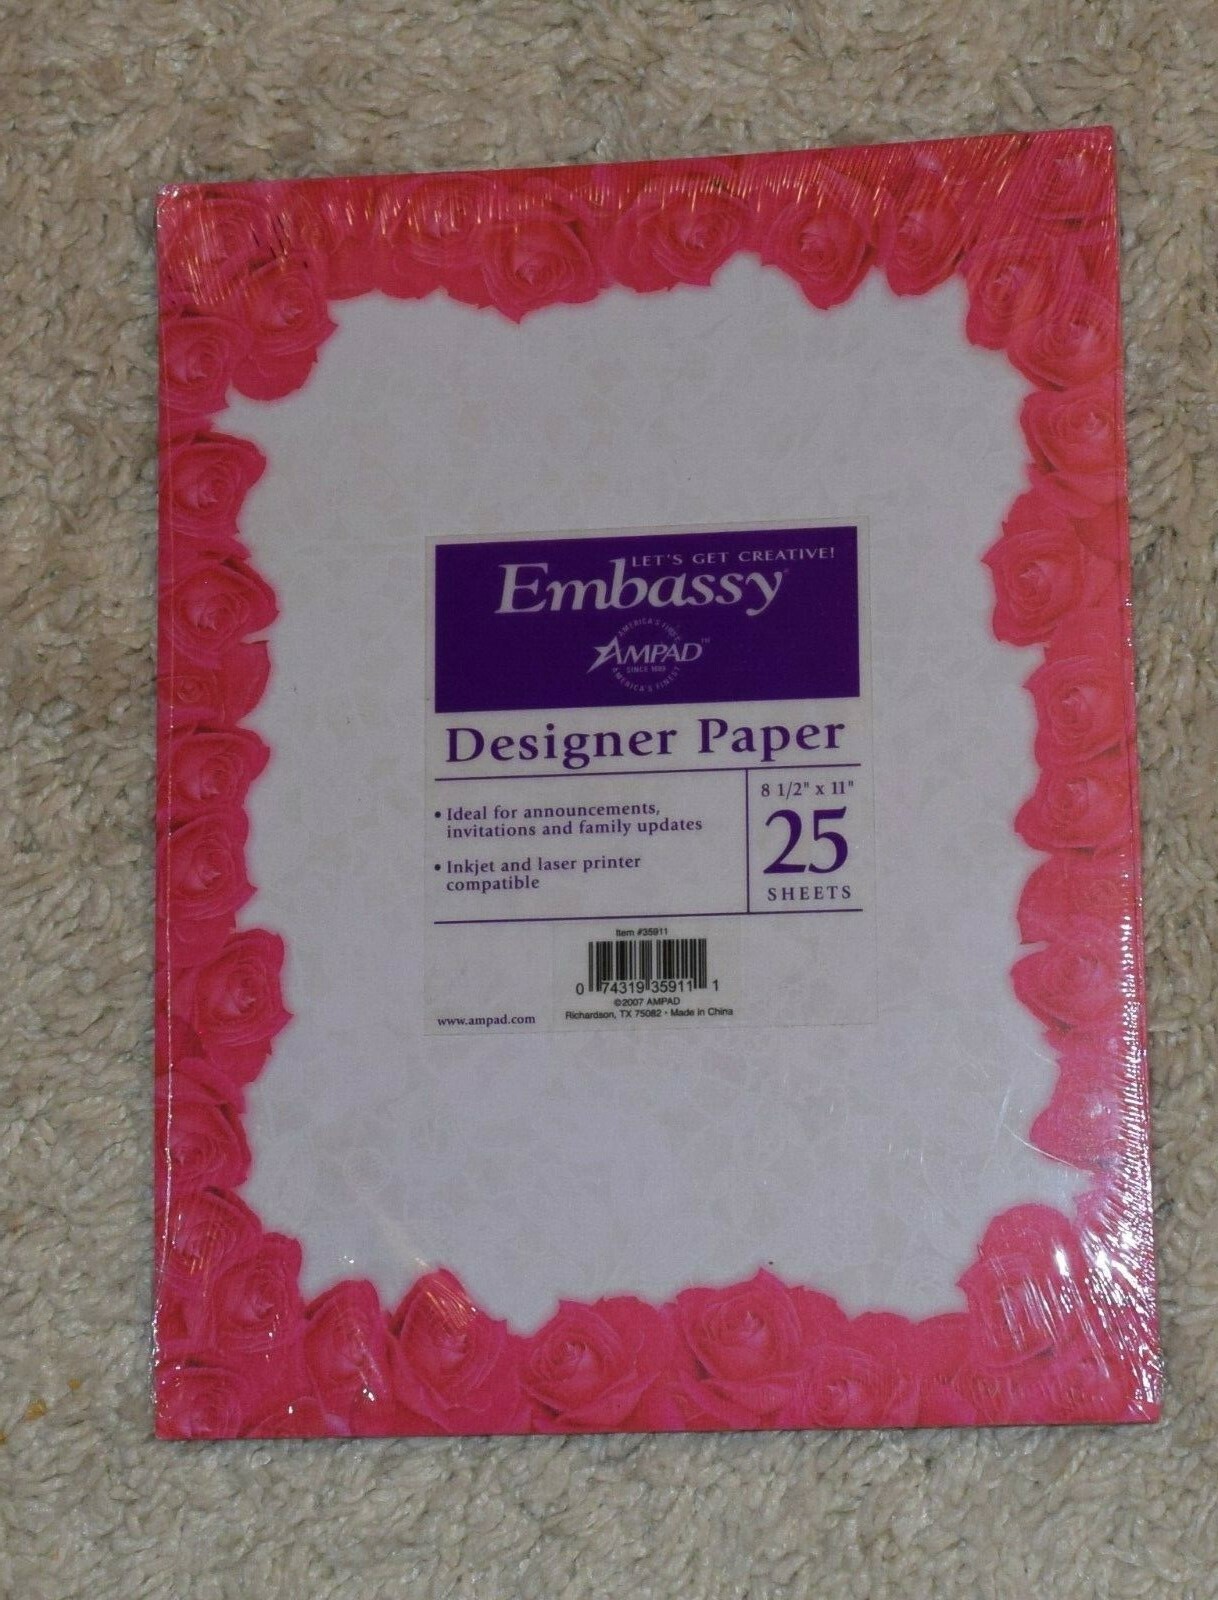 LET'S GET CREATIVE!
Embassy®
AMERICA'S FINEST
AMPAD™
SINCE 1888
AMERICA'S FINEST
Designer Paper
• Ideal for announcements,
invitations and family updates
• Inkjet and laser printer
compatible
8 1/2" x 11"
25
SHEETS
Item #35911
0 74319 35911 1
©2007 AMPAD
Richardson, TX 75082 • Made in China
www.ampad.com